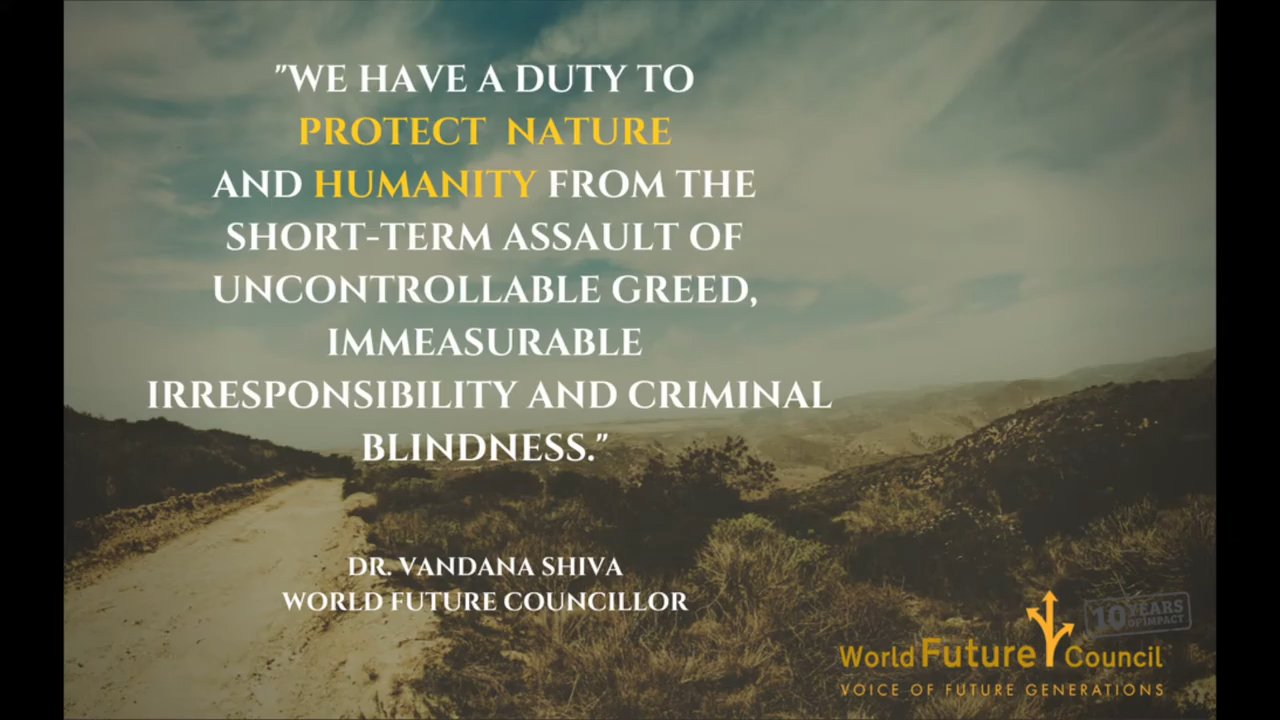 "WE HAVE A DUTY TO
PROTECT NATURE
AND HUMANITY FROM THE
SHORT-TERM ASSAULT OF
UNCONTROLLABLE GREED,
IMMEASURABLE
IRRESPONSIBILITY AND CRIMINAL
BLINDNESS."
DR. VANDANA SHIVA
WORLD FUTURE COUNCILLOR
10 YEARS
OF IMPACT
World Future Council
VOICE OF FUTURE GENERATIONS